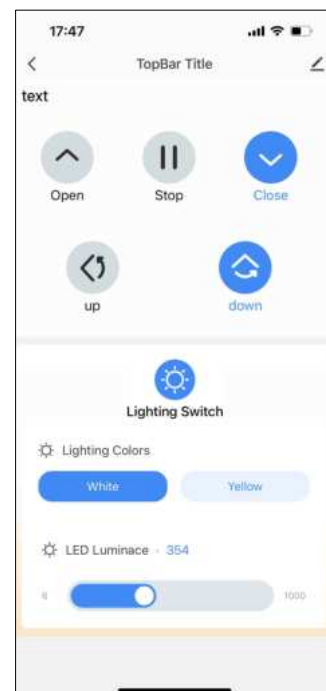 17:47
TopBar Title
text
Open Stop Close
up down
Lighting Switch
Lighting Colors
White Yellow
LED Luminace · 354
1000